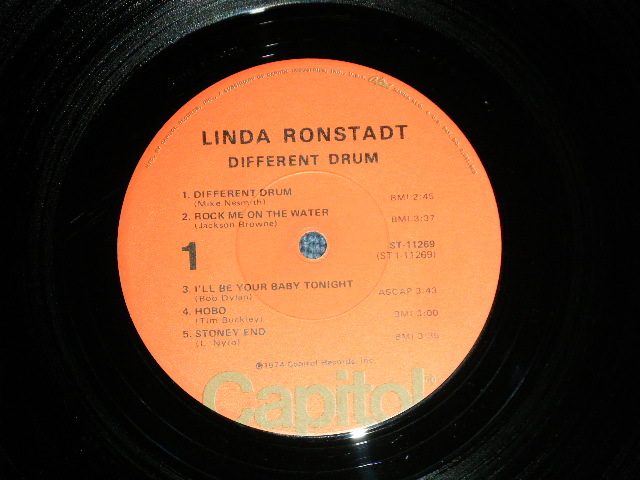 LINDA RONSTADT
DIFFERENT DRUM
1. DIFFERENT DRUM BMI 2:45
(Mike Nesmith)
2. ROCK ME ON THE WATER BMI 3:37
(Jackson Browne)
1
ST-11269
(ST 1-11269)
3. I'LL BE YOUR BABY TONIGHT ASCAP 3:43
(Bob Dylan)
4. HOBO BMI 3:00
(Tim Buckley)
5. STONEY END BMI 3:35
(L. Nyro)
℗1974 Capitol Records, Inc.
Capitol